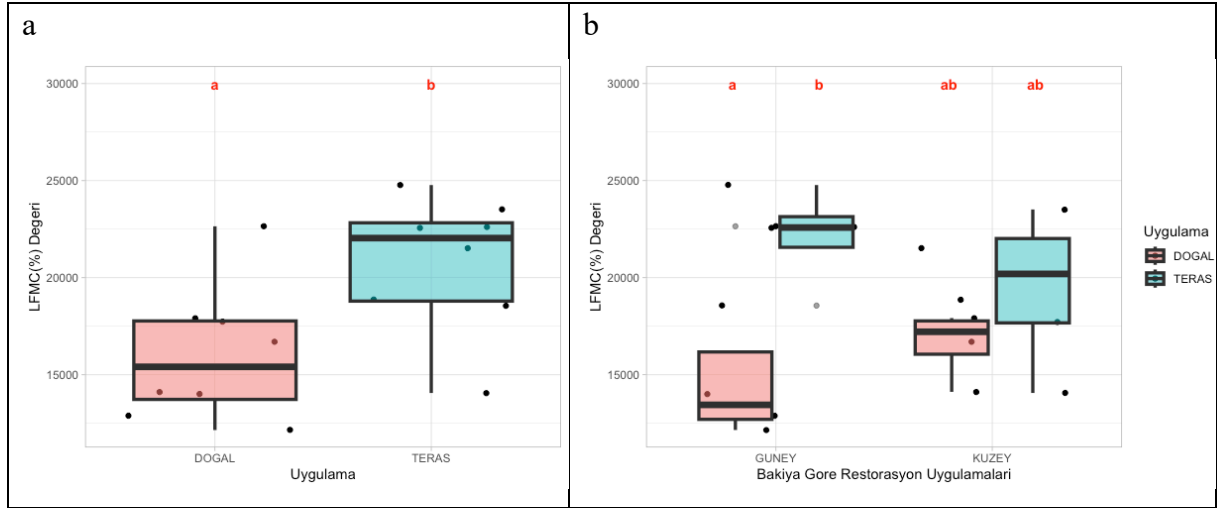 a
a
b
30000
25000
20000
15000
LFMC(%) Degeri
DOGAL
TERAS
Uygulama
b
a
b
ab
ab
30000
25000
20000
15000
LFMC(%) Degeri
GUNEY
KUZEY
Bakiya Gore Restorasyon Uygulamalari
Uygulama
DOGAL
TERAS